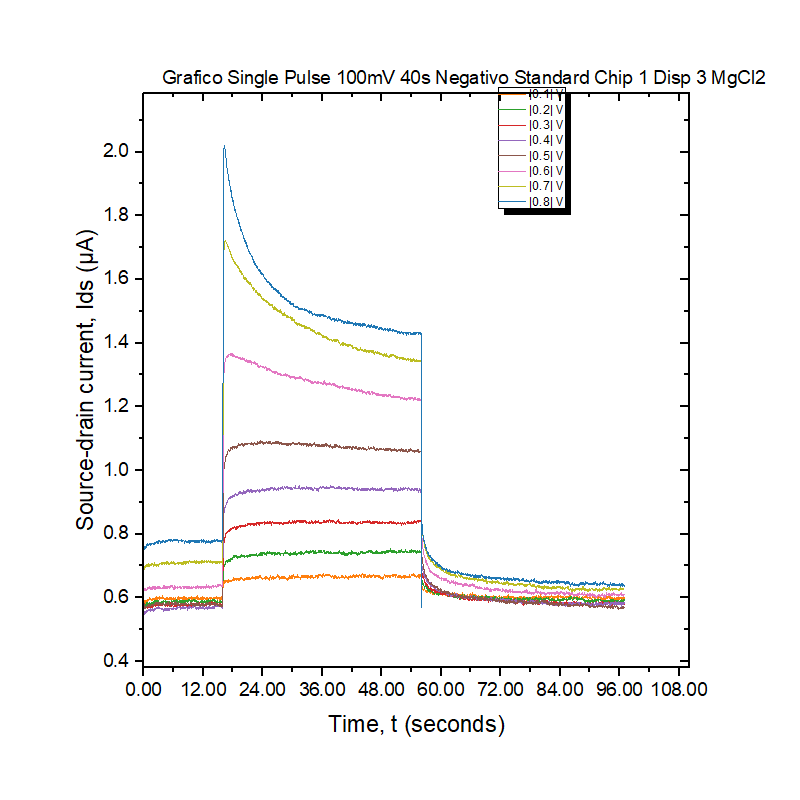 Grafico Single Pulse 100mV 40s Negativo Standard Chip 1 Disp 3 MgCl2
|0.1| V
|0.2| V
|0.3| V
|0.4| V
|0.5| V
|0.6| V
|0.7| V
|0.8| V
Source-drain current, Ids (µA)
2.0
1.8
1.6
1.4
1.2
1.0
0.8
0.6
0.4
0.00 12.00 24.00 36.00 48.00 60.00 72.00 84.00 96.00 108.00
Time, t (seconds)